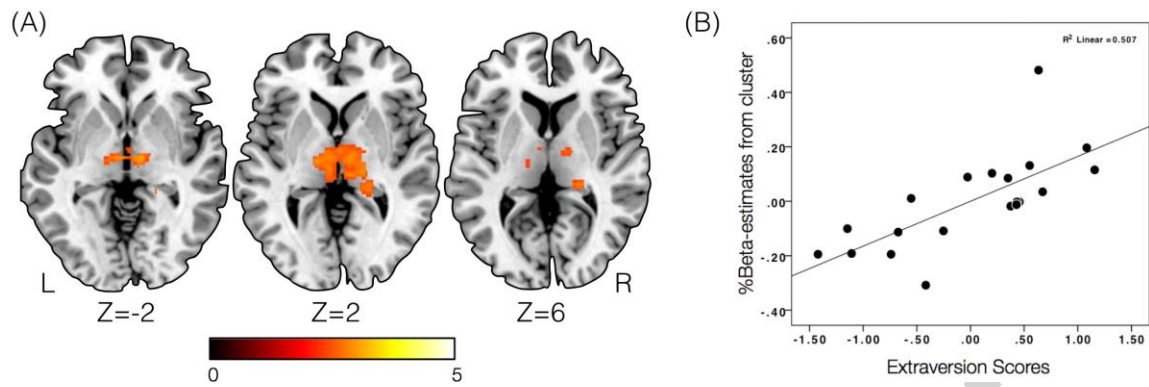 (A)
L
R
Z=-2
Z=2
Z=6
0
5
(B)
R² Linear =0.507
%Beta-estimates from cluster
.60
.40
.20
.00
-.20
-.40
-1.50
-1.00
-.50
.00
.50
1.00
1.50
Extraversion Scores